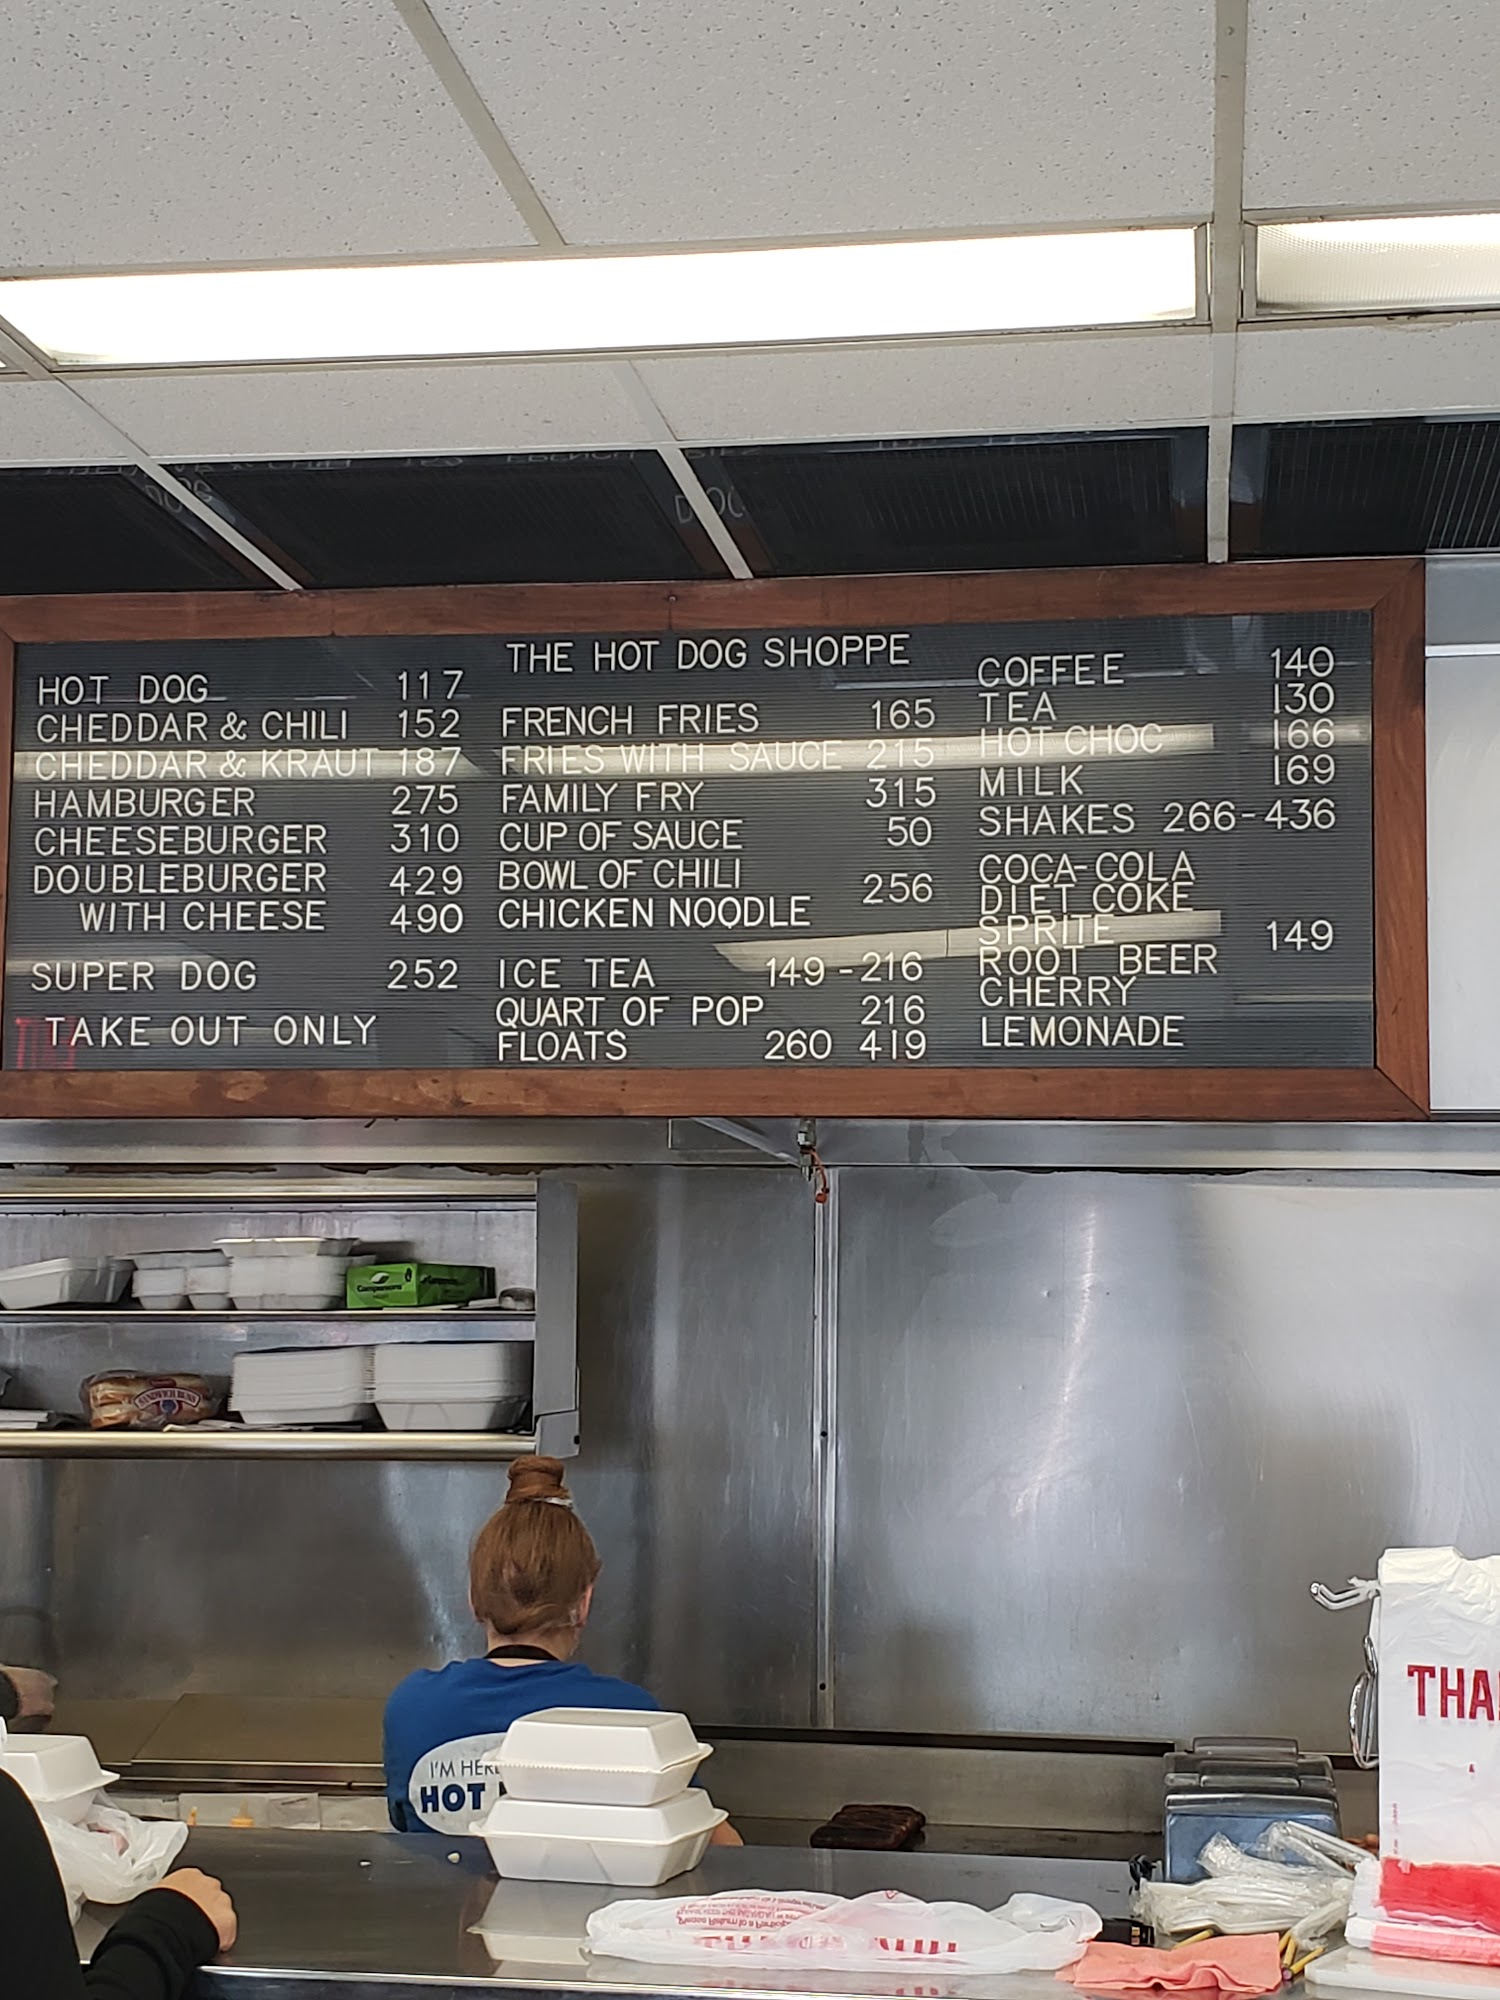 THE HOT DOG SHOPPE
HOT DOG 117
CHEDDAR & CHILI 152
CHEDDAR & KRAUT 187
HAMBURGER 275
CHEESEBURGER 310
DOUBLEBURGER 429
WITH CHEESE 490
SUPER DOG 252
TAKE OUT ONLY
FRENCH FRIES 165
FRIES WITH SAUCE 215
FAMILY FRY 315
CUP OF SAUCE 50
BOWL OF CHILI
256
CHICKEN NOODLE
ICE TEA 149-216
QUART OF POP 216
FLOATS 260 419
COFFEE 140
TEA 130
HOT CHOC 166
MILK 169
SHAKES 266-436
COCA-COLA
DIET COKE
SPRITE 149
ROOT BEER
CHERRY
LEMONADE
SANDWICH BUNS
I'M HERE
HOT
THA